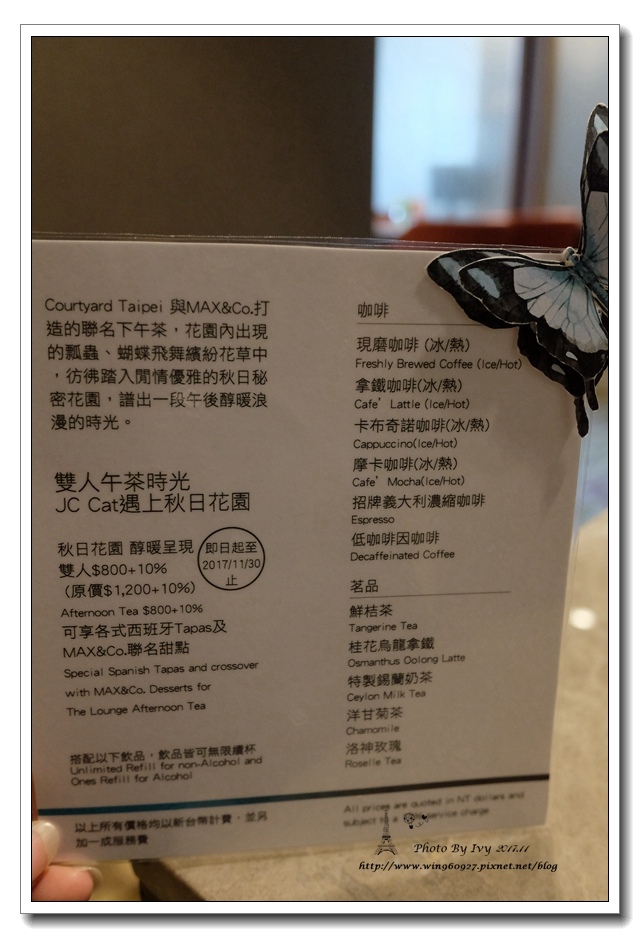 Courtyard Taipei 與MAX&Co.打
造的聯名下午茶，花園內出現
的瓢蟲、蝴蝶飛舞繽紛花草中
，彷彿踏入閒情優雅的秋日秘
密花園，譜出一段午後醇暖浪
漫的時光。
雙人午茶時光
JC Cat遇上秋日花園
秋日花園 醇暖呈現
雙人$800+10%
(原價$1,200+10%)
即日起至
2017/11/30
止
Afternoon Tea $800+10%
可享各式西班牙Tapas及
MAX&Co.聯名甜點
Special Spanish Tapas and crossover
with MAX&Co. Desserts for
The Lounge Afternoon Tea
搭配以下飲品，飲品皆可無限續杯
Unlimited Refill for non-Alcohol and
Ones Refill for Alcohol
以上所有價格均以新台幣計費，並另
加一成服務費
咖啡
現磨咖啡 (冰/熱)
Freshly Brewed Coffee (Ice/Hot)
拿鐵咖啡(冰/熱)
Cafe' Lattle (Ice/Hot)
卡布奇諾咖啡(冰/熱)
Cappuccino(Ice/Hot)
摩卡咖啡(冰/熱)
Cafe' Mocha(Ice/Hot)
招牌義大利濃縮咖啡
Espresso
低咖啡因咖啡
Decaffeinated Coffee
茗品
鮮桔茶
Tangerine Tea
桂花烏龍拿鐵
Osmanthus Oolong Latte
特製錫蘭奶茶
Ceylon Milk Tea
洋甘菊茶
Chamomile
洛神玫瑰
Roselle Tea
All prices are quoted in NT dollars and
subject to a service charge
Photo By Ivy 2017.11
http://www.win960927.pixnet.net/blog